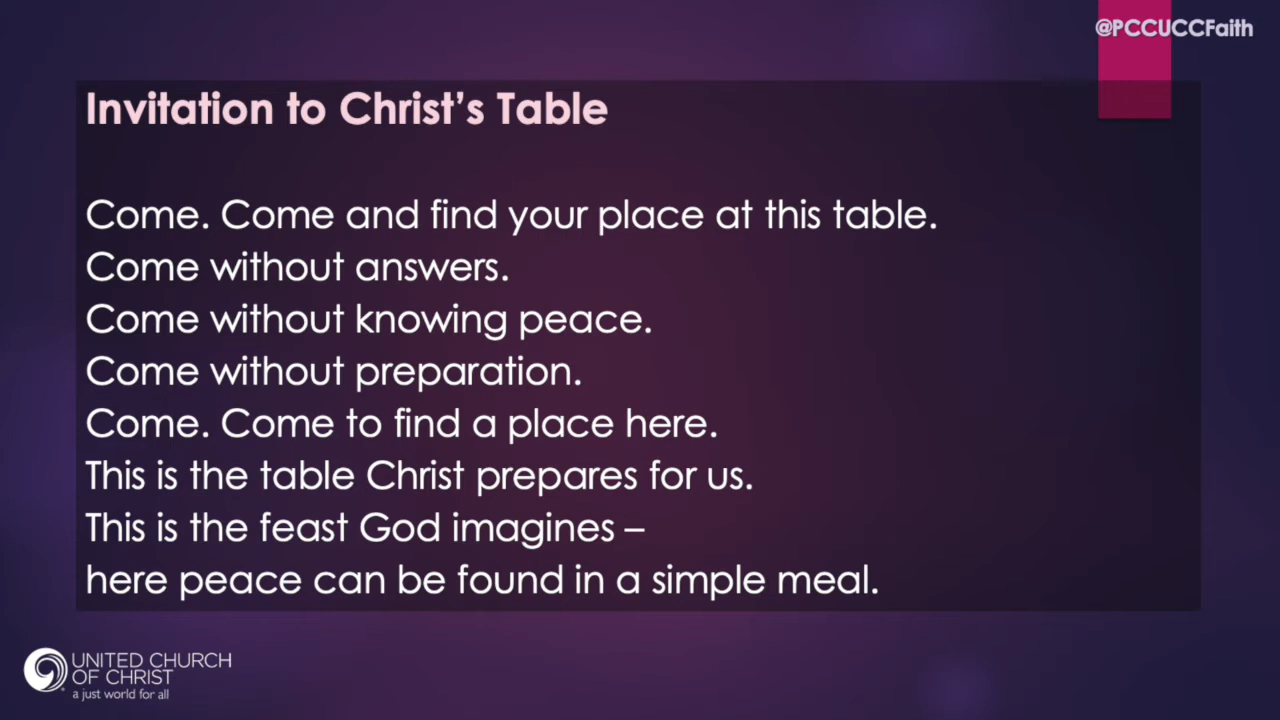 @PCCUCCFaith
Invitation to Christ's Table
Come. Come and find your place at this table.
Come without answers.
Come without knowing peace.
Come without preparation.
Come. Come to find a place here.
This is the table Christ prepares for us.
This is the feast God imagines –
here peace can be found in a simple meal.
UNITED CHURCH
OF CHRIST
a just world for all